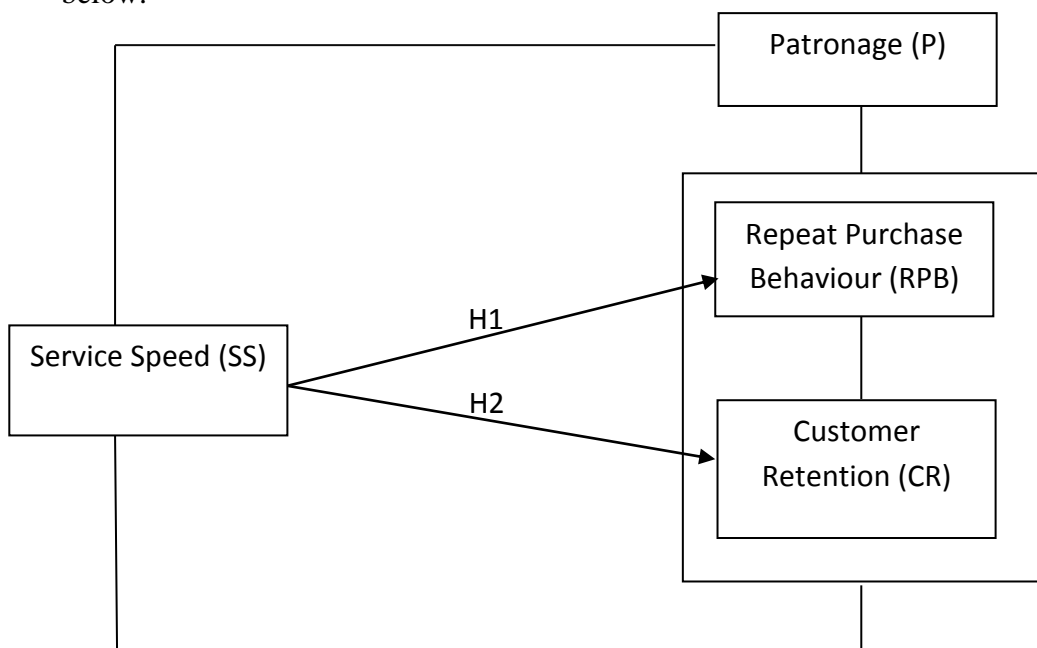 below.
Patronage (P)
Repeat Purchase
Behaviour (RPB)
H1
Service Speed (SS)
H2
Customer
Retention (CR)